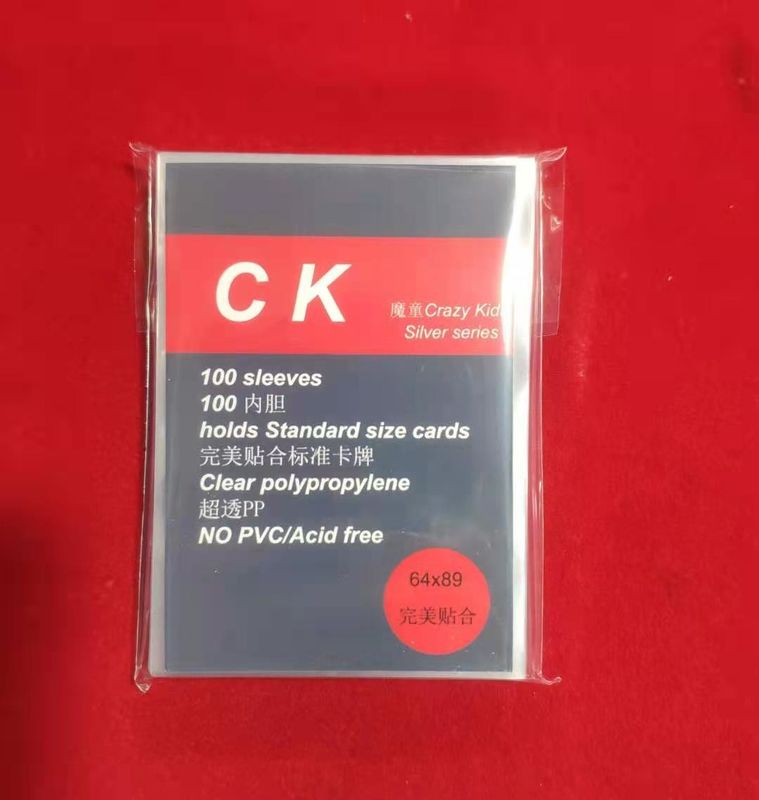 C K
魔童Crazy Kid
Silver series
100 sleeves
100 内胆
holds Standard size cards
完美贴合标准卡牌
Clear polypropylene
超透PP
NO PVC/Acid free
64x89
完美贴合